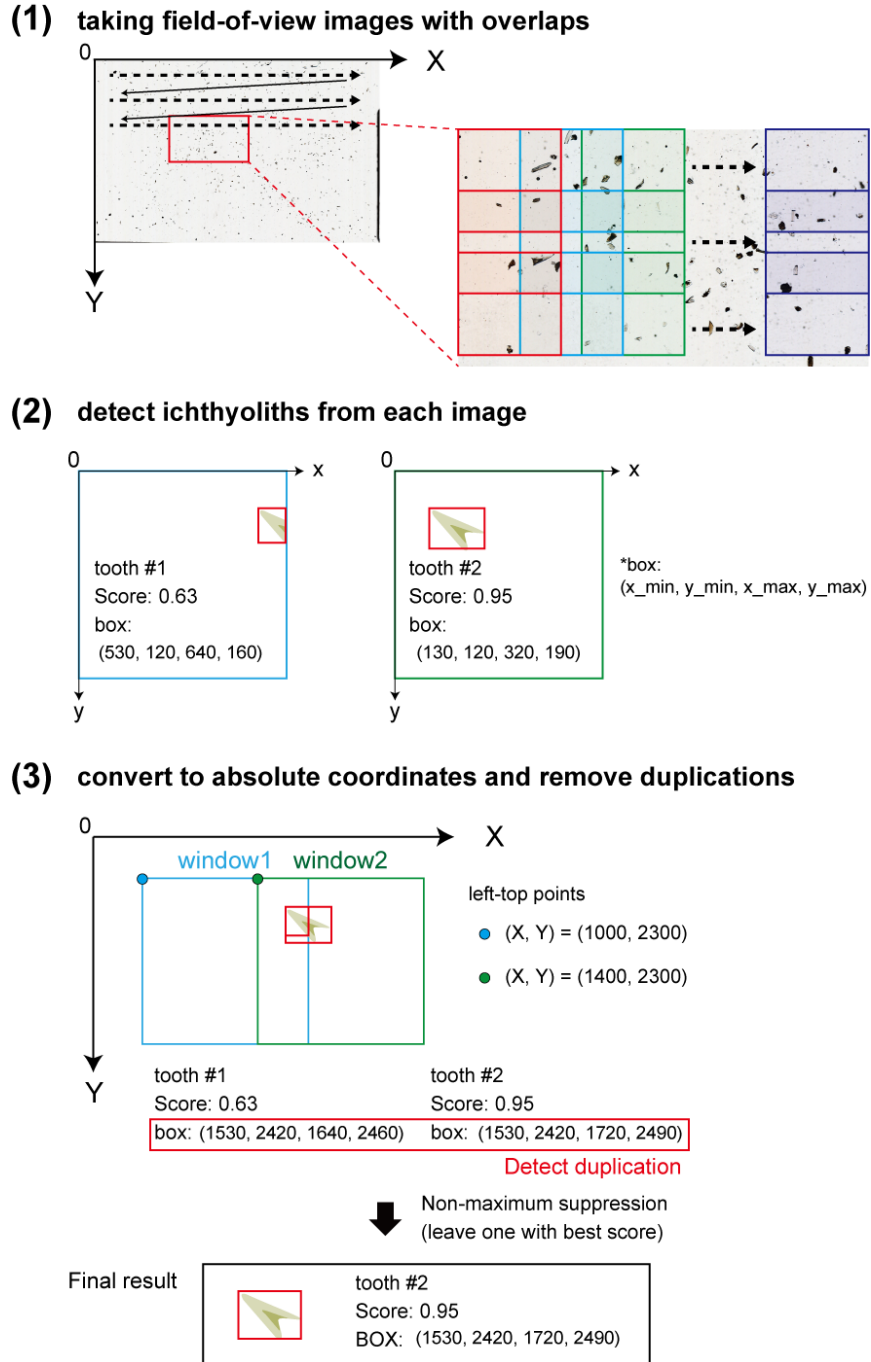 (1) taking field-of-view images with overlaps
0
X
Y
(2) detect ichthyoliths from each image
0
x
tooth #1
Score: 0.63
box:
(530, 120, 640, 160)
y
0
x
tooth #2
Score: 0.95
box:
(130, 120, 320, 190)
y
*box:
(x_min, y_min, x_max, y_max)
(3) convert to absolute coordinates and remove duplications
0
X
window1 window2
left-top points
(X, Y) = (1000, 2300)
(X, Y) = (1400, 2300)
Y
tooth #1
Score: 0.63
box: (1530, 2420, 1640, 2460)
tooth #2
Score: 0.95
box: (1530, 2420, 1720, 2490)
Detect duplication
Non-maximum suppression
(leave one with best score)
Final result
tooth #2
Score: 0.95
BOX: (1530, 2420, 1720, 2490)